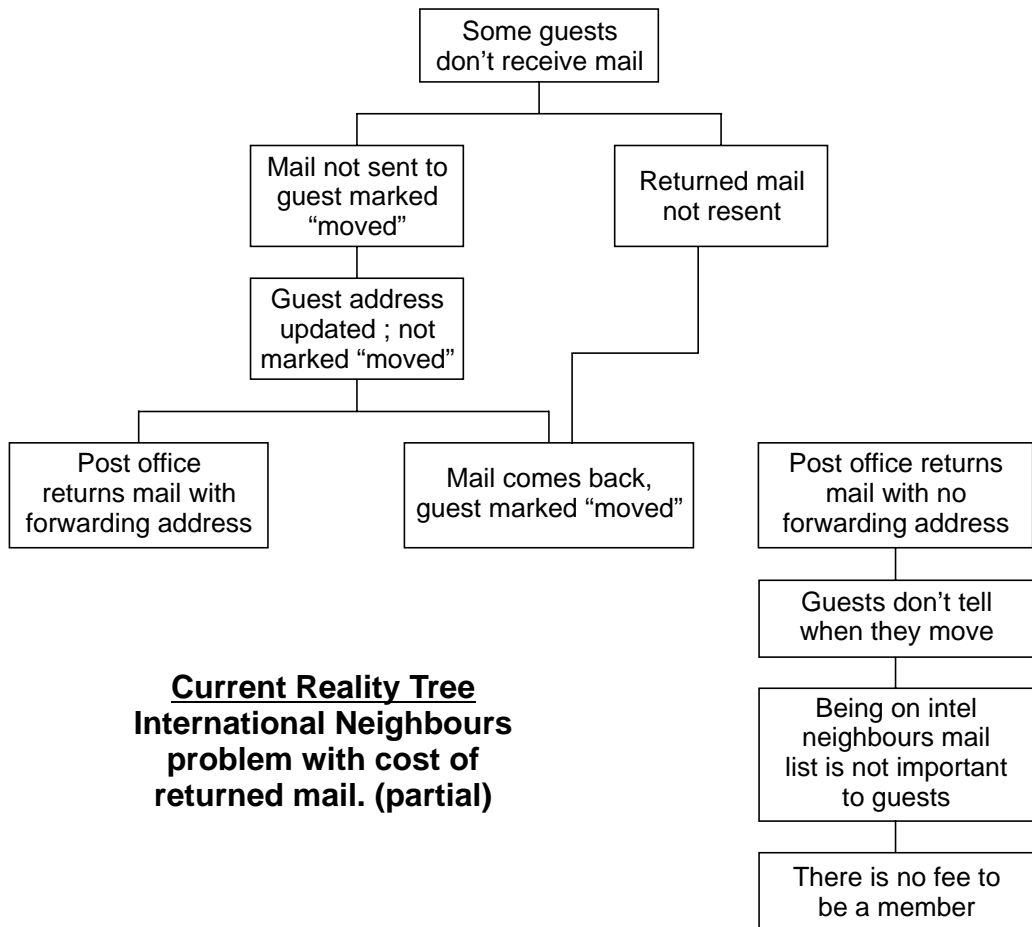 Some guests
don’t receive mail
Mail not sent to
guest marked
“moved”
Returned mail
not resent
Guest address
updated ; not
marked “moved”
Post office
returns mail with
forwarding address
Mail comes back,
guest marked “moved”
Post office returns
mail with no
forwarding address
Guests don’t tell
when they move
Being on intel
neighbours mail
list is not important
to guests
There is no fee to
be a member
Current Reality Tree
International Neighbours
problem with cost of
returned mail. (partial)